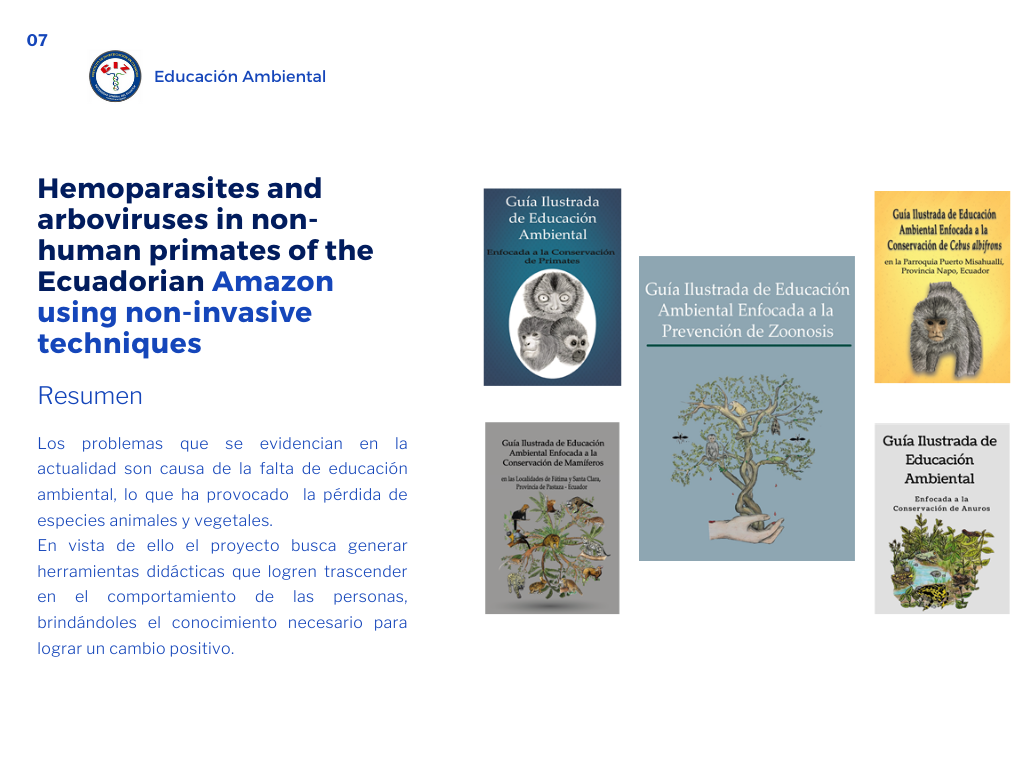 07
Educación Ambiental
Hemoparasites and
arboviruses in non-
human primates of the
Ecuadorian Amazon
using non-invasive
techniques
Resumen
Los problemas que se evidencian en la
actualidad son causa de la falta de educación
ambiental, lo que ha provocado la pérdida de
especies animales y vegetales.
En vista de ello el proyecto busca generar
herramientas didácticas que logren trascender
en el comportamiento de las personas,
brindándoles el conocimiento necesario para
lograr un cambio positivo.
Guía Ilustrada
de Educación
Ambiental
Enfocada a la Conservación
de Primates
Guía Ilustrada de Educación
Ambiental Enfocada a la
Conservación de Mamíferos
en las Localidades de Fátima y Santa Clara,
Provincia de Pastaza - Ecuador
Guía Ilustrada de Educación
Ambiental Enfocada a la
Prevención de Zoonosis
Guía Ilustrada de Educación
Ambiental Enfocada a la
Conservación de Cebus albifrons
en la Parroquia Puerto Misahuallí,
Provincia Napo, Ecuador
Guía Ilustrada de
Educación
Ambiental
Enfocada a la
Conservación de Anuros